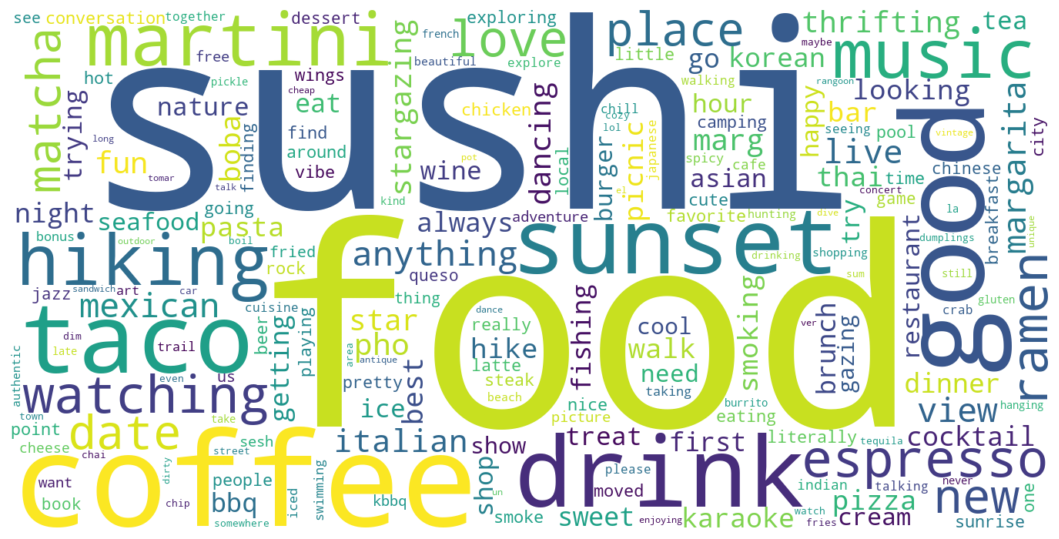 see conversation together dessert exploring french place thrifting tea
martini love little go korean maybe music
free beautiful explore walking looking
matcha hot pickle wings cheap stargazing chicken hour camping chill cozy lol rangoon happy bar seeing pool vintage margarita city
sushi
trying nature eat dancing marg live
long fun boba finding find around vibe wine pot local burger picnic japanese spicy cafe asian thai time chinese
tomar talk kind el cute game concert breakfast good
night seafood going pasta always adventure favorite hunting dive try la restaurant dumplings unique
bonus outdoor boil fried anything sunset drinking shopping still
hiking rock queso sum gluten ramen
jazz sandwich art car cuisine thing food crab
mexican beer getting playing star dance really cool smoking ver brunch gazing
taco dim trail pho area antique hike latte fishing walk
authentic late even us best pretty steak need taking dinner hanging
watching ice beach nice burrito view
town point date take picture eating
cheese sesh italian show treat first literally tequila cocktail
coffee chai street shop drink please espresso
want dirty people iced swimming kbbq moved indian talking never new one
book chip bbq un watch pizza
somewhere smoke sweet enjoying karaoke fries cream sunrise